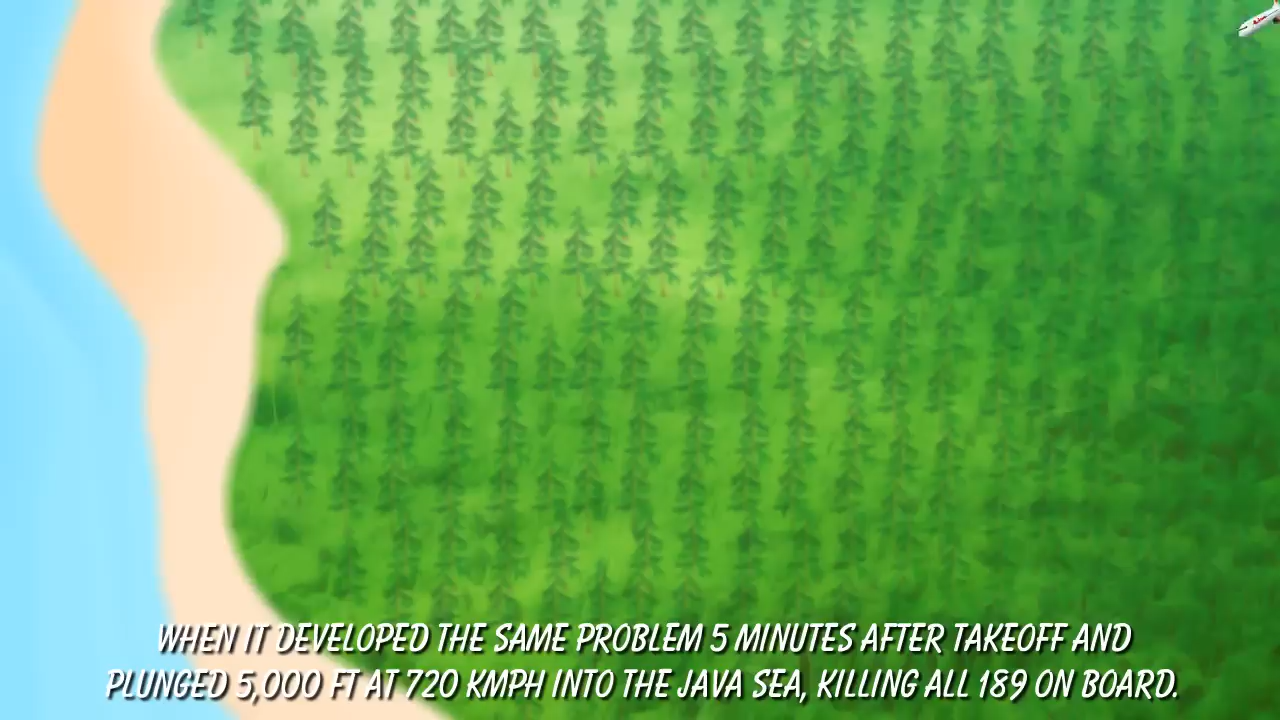 WHEN IT DEVELOPED THE SAME PROBLEM 5 MINUTES AFTER TAKEOFF AND
PLUNGED 5,000 FT AT 720 KMPH INTO THE JAVA SEA, KILLING ALL 189 ON BOARD.